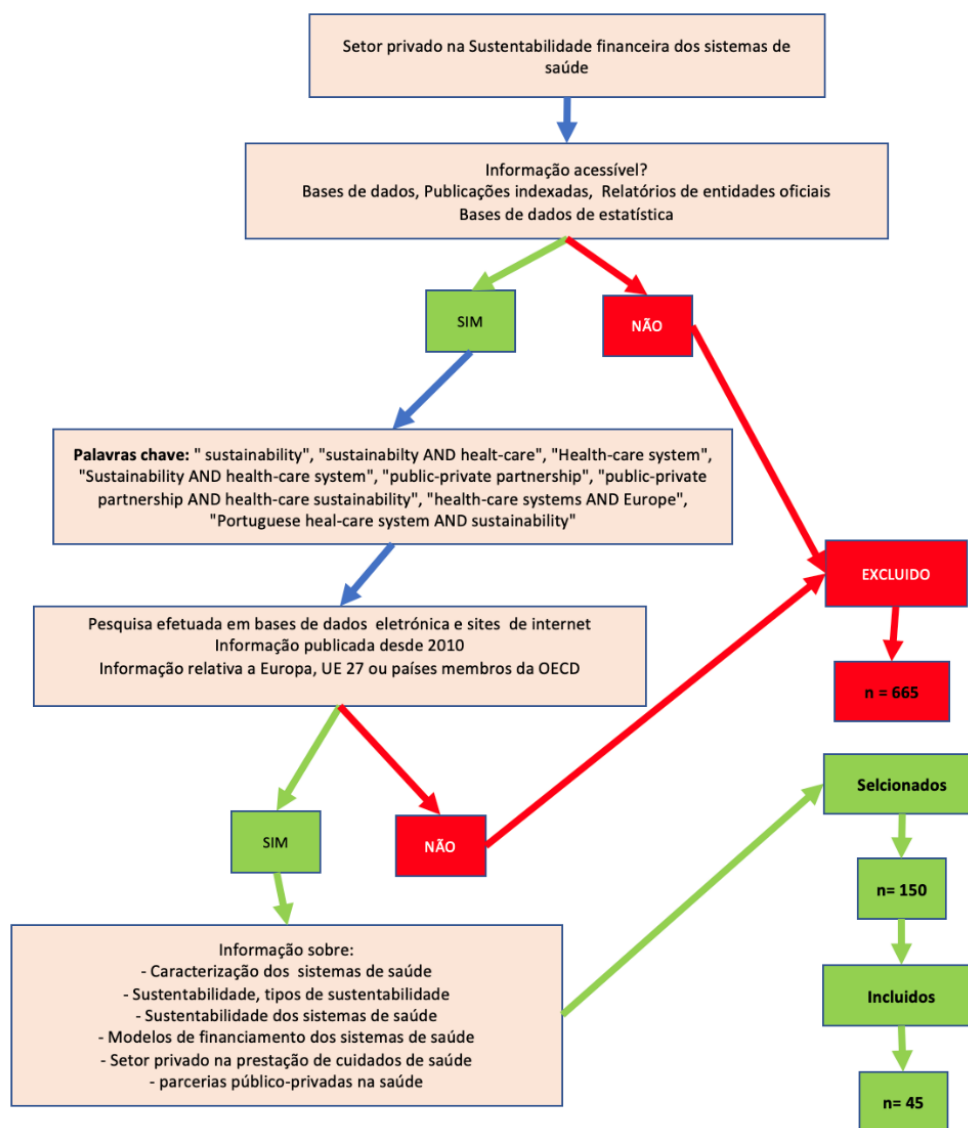 Setor privado na Sustentabilidade financeira dos sistemas de
saúde
Informação acessível?
Bases de dados, Publicações indexadas, Relatórios de entidades oficiais
Bases de dados de estatística
SIM
NÃO
Palavras chave: " sustainability", "sustainabilty AND healt-care", "Health-care system",
"Sustainability AND health-care system", "public-private partnership", "public-private
partnership AND health-care sustainability", "health-care systems AND Europe",
"Portuguese heal-care system AND sustainability"
EXCLUIDO
n = 665
Pesquisa efetuada em bases de dados eletrónica e sites de internet
Informação publicada desde 2010
Informação relativa a Europa, UE 27 ou países membros da OECD
SIM
NÃO
Selcionados
n= 150
Incluidos
n= 45
Informação sobre:
- Caracterização dos sistemas de saúde
- Sustentabilidade, tipos de sustentabilidade
- Sustentabilidade dos sistemas de saúde
- Modelos de financiamento dos sistemas de saúde
- Setor privado na prestação de cuidados de saúde
- parcerias público-privadas na saúde